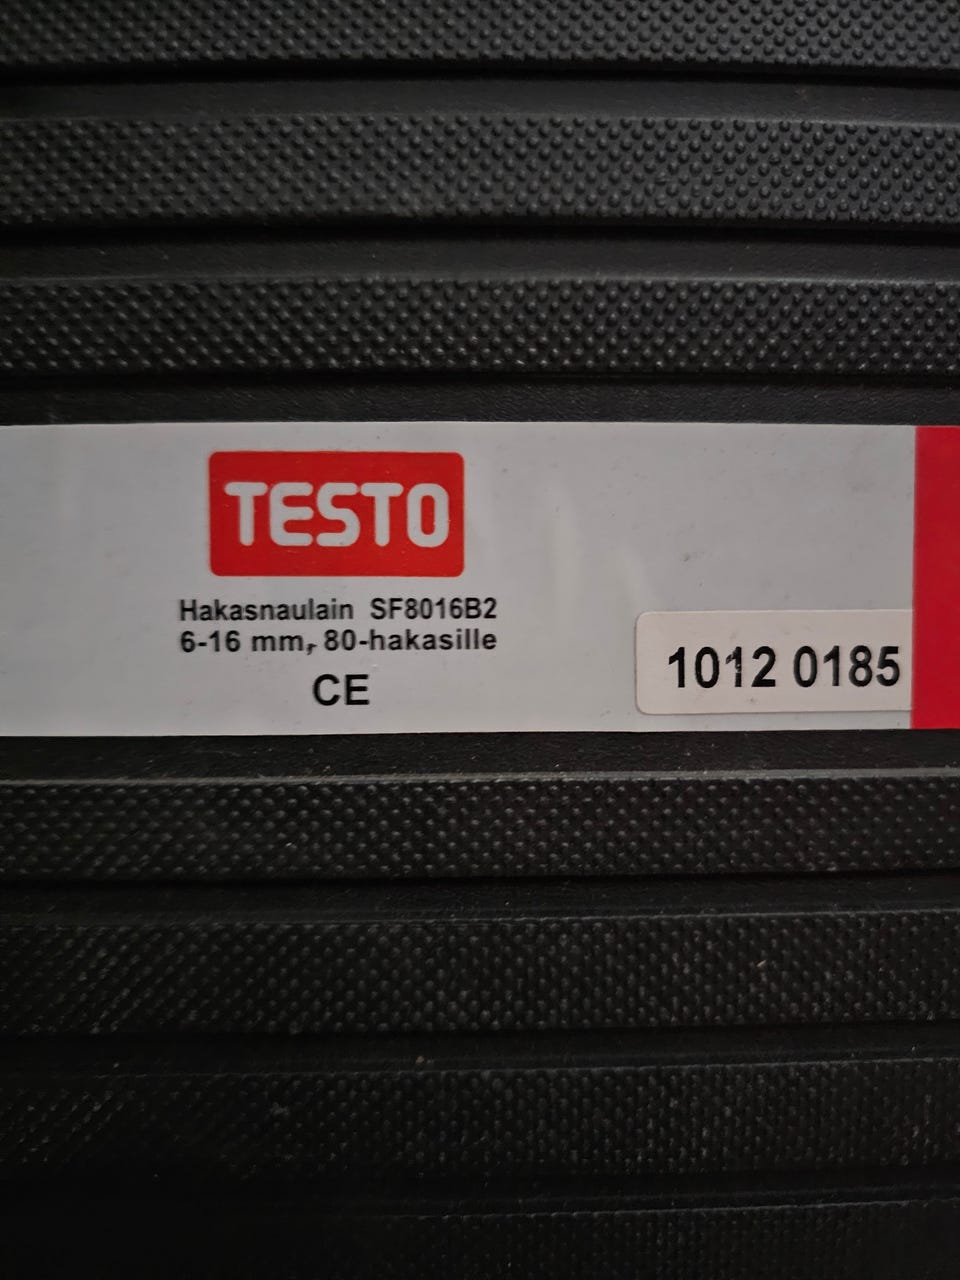 TESTO
Hakasnaulain SF8016B2
6-16 mm, 80-hakasille
CE
1012 0185